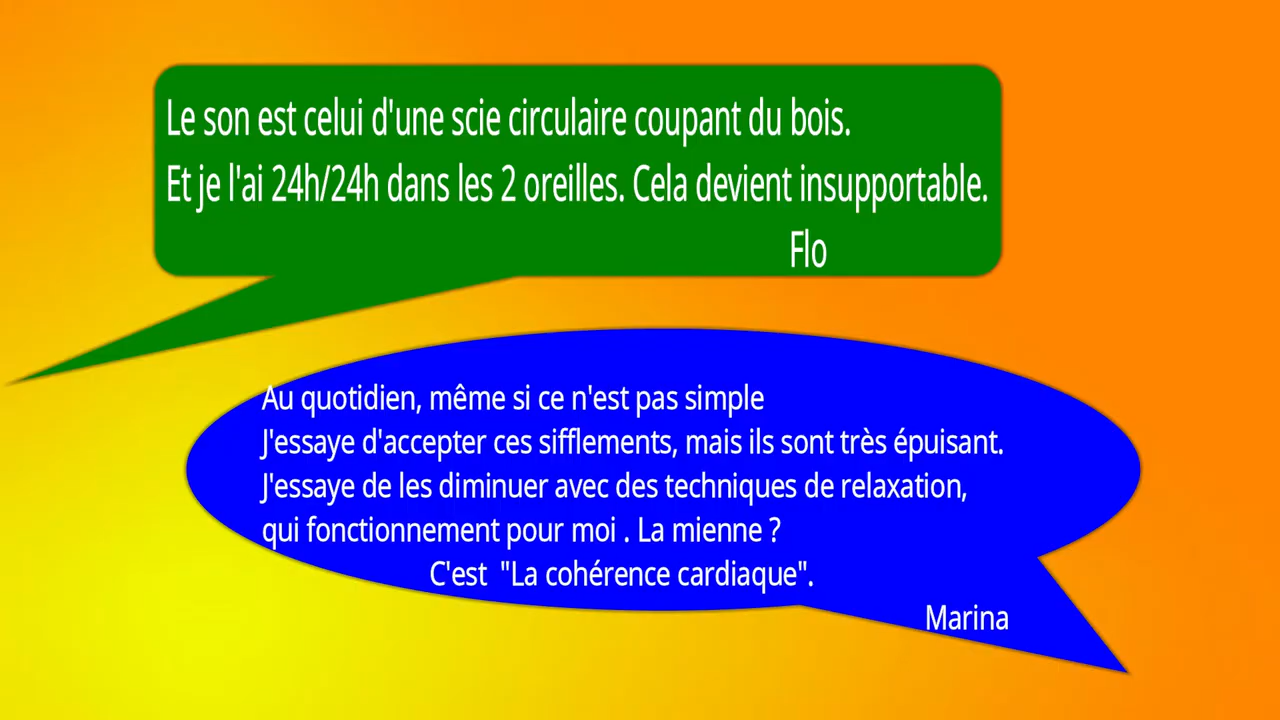 Le son est celui d'une scie circulaire coupant du bois.
Et je l'ai 24h/24h dans les 2 oreilles. Cela devient insupportable.
Flo
Au quotidien, même si ce n'est pas simple
J'essaye d'accepter ces sifflements, mais ils sont très épuisant.
J'essaye de les diminuer avec des techniques de relaxation,
qui fonctionnement pour moi . La mienne ?
C'est  "La cohérence cardiaque".
Marina